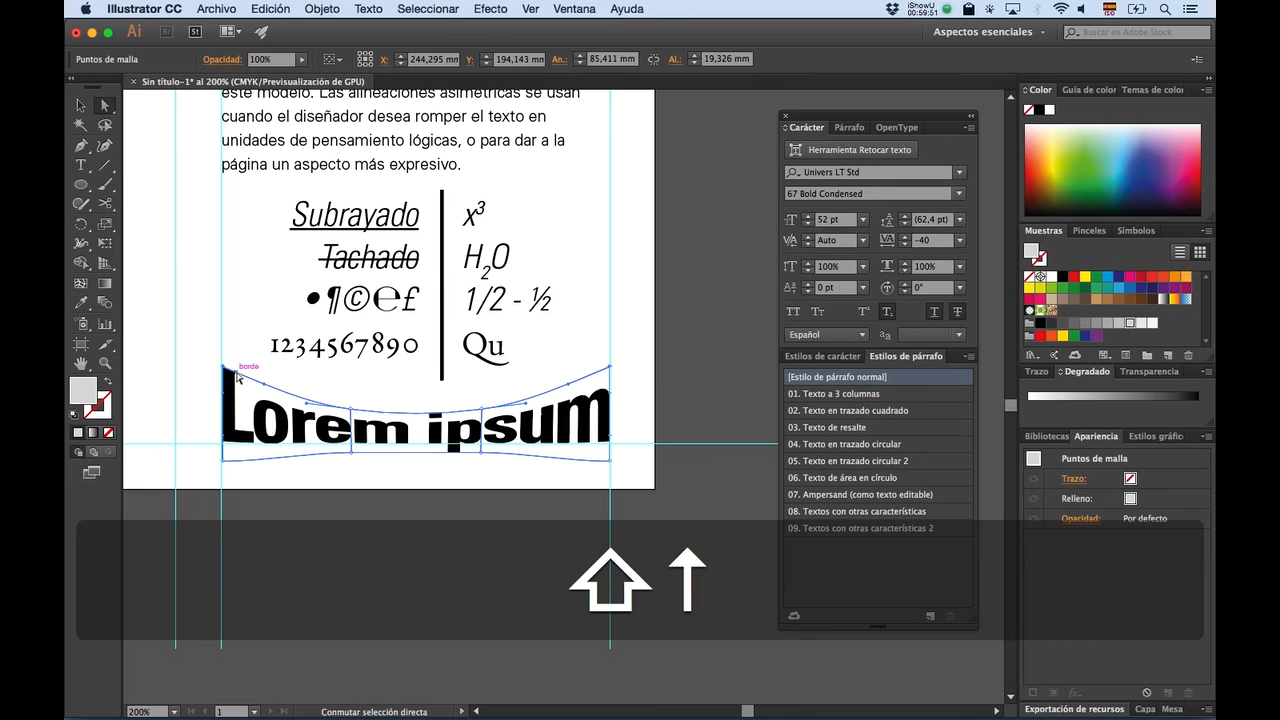 Illustrator CC Archivo Edición Objeto Texto Seleccionar Efecto Ver Ventana Ayuda
iShowU
00:59:51
ISO
Ai Br St Aspectos esenciales Buscar en Adobe Stock
Puntos de malla Opacidad: 100% X: 244,295 mm Y: 194,143 mm An.: 85,411 mm Al.: 19,326 mm
× Sin título-1* al 200% (CMYK/Previsualización de GPU)
este modelo. Las alineaciones asimétricas se usan
cuando el diseñador desea romper el texto en
unidades de pensamiento lógicas, o para dar a la
página un aspecto más expresivo.
Subrayado x3
Tachado H2O
•¶©℮£ 1/2 - ½
1234567890 Qu
borde
Lorem ipsum
Carácter Párrafo OpenType
Herramienta Retocar texto
Univers LT Std
67 Bold Condensed
52 pt (62,4 pt)
Auto -40
100% 100%
0 pt 0°
Español
Estilos de carácter Estilos de párrafo
[Estilo de párrafo normal]
01. Texto a 3 columnas
02. Texto en trazado cuadrado
03. Texto de resalte
04. Texto en trazado circular
05. Texto en trazado circular 2
06. Texto de área en círculo
07. Ampersand (como texto editable)
08. Textos con otras características
09. Textos con otras características 2
Color Guía de color Temas de color
Muestras Pinceles Símbolos
Trazo Degradado Transparencia
Bibliotecas Apariencia Estilos gráfic
Puntos de malla
Trazo:
Relleno:
Opacidad: Por defecto
Exportación de recursos Capa Mesa
200% 1 Conmutar selección directa